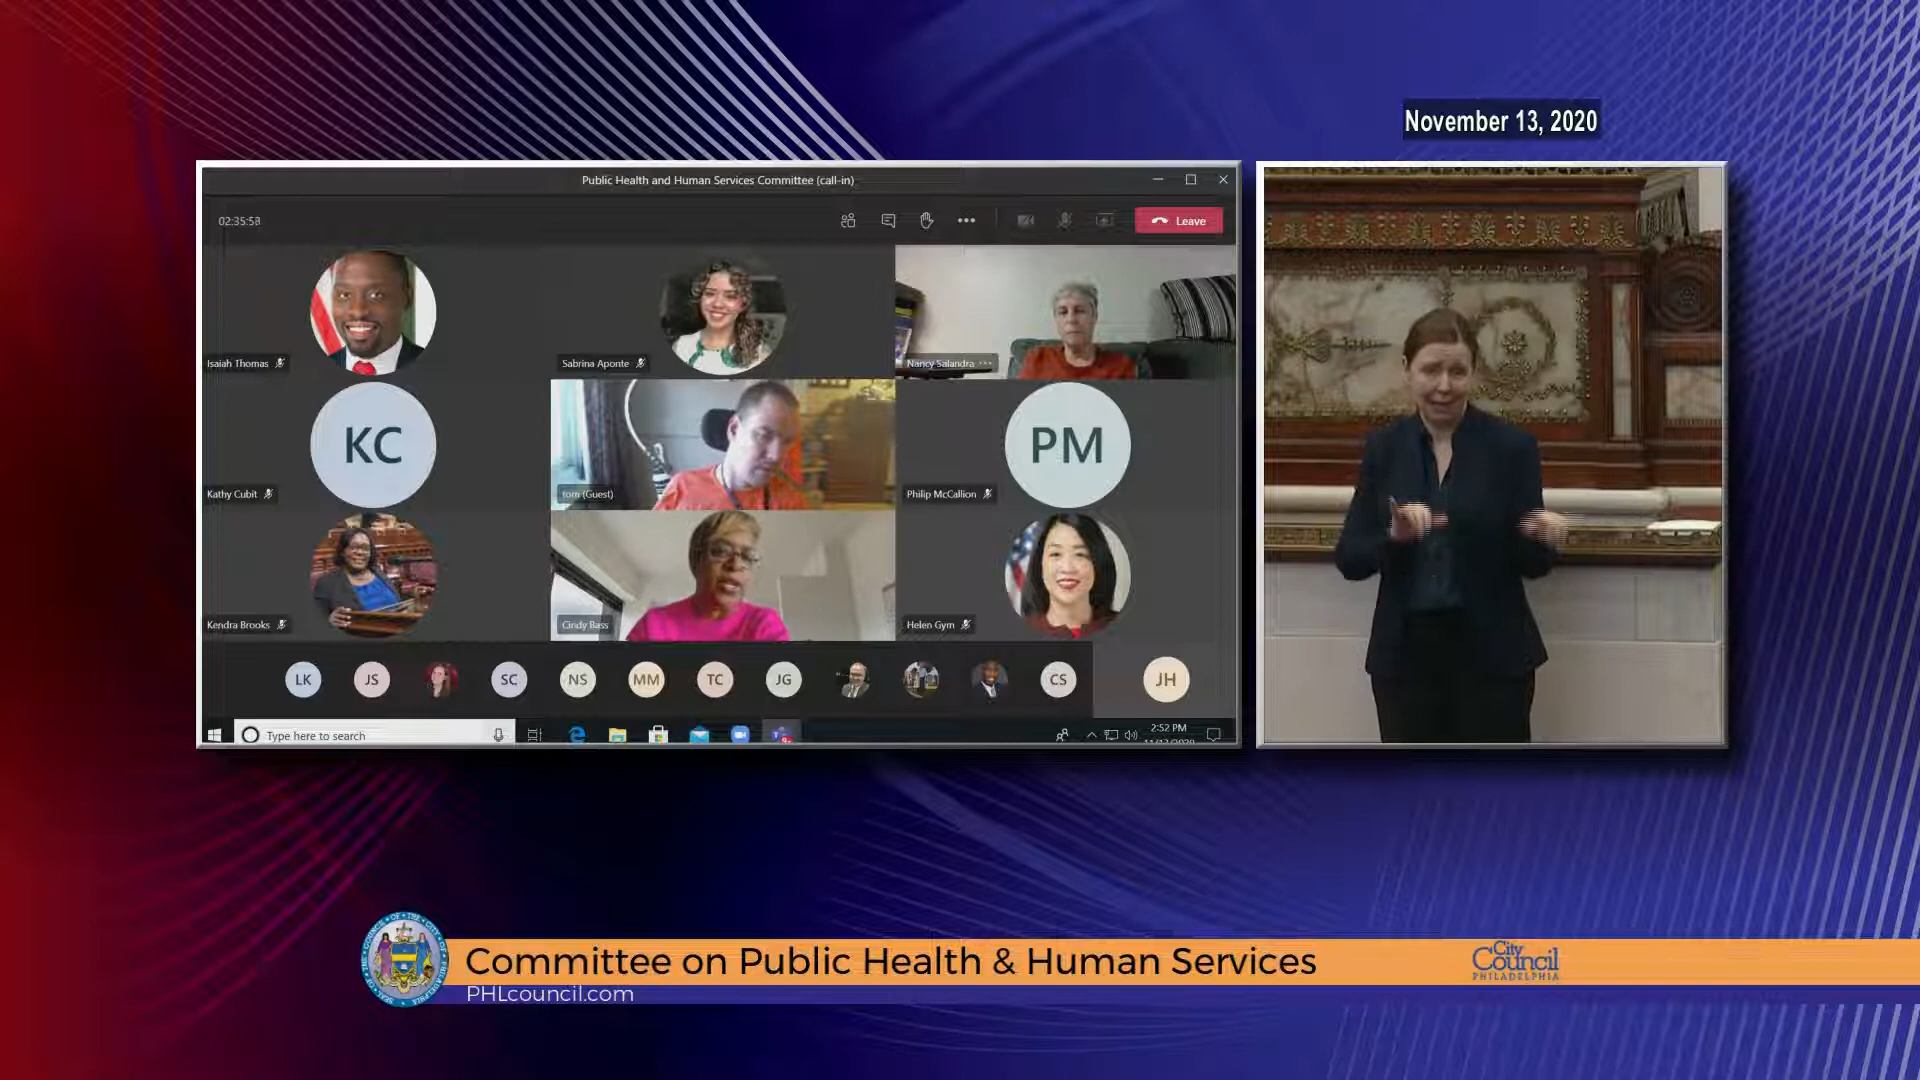 November 13, 2020
Public Health and Human Services Committee (call-in)
02:35:58
Leave
Isaiah Thomas
Sabrina Aponte
Nancy Salandra
KC
PM
Kathy Cubit
tom (Guest)
Philip McCallion
Kendra Brooks
Cindy Bass
Helen Gym
LK JS SC NS MM TC JG CS JH
Type here to search
2:52 PM
11/13/2020
Committee on Public Health & Human Services
City Council
PHILADELPHIA
PHLcouncil.com